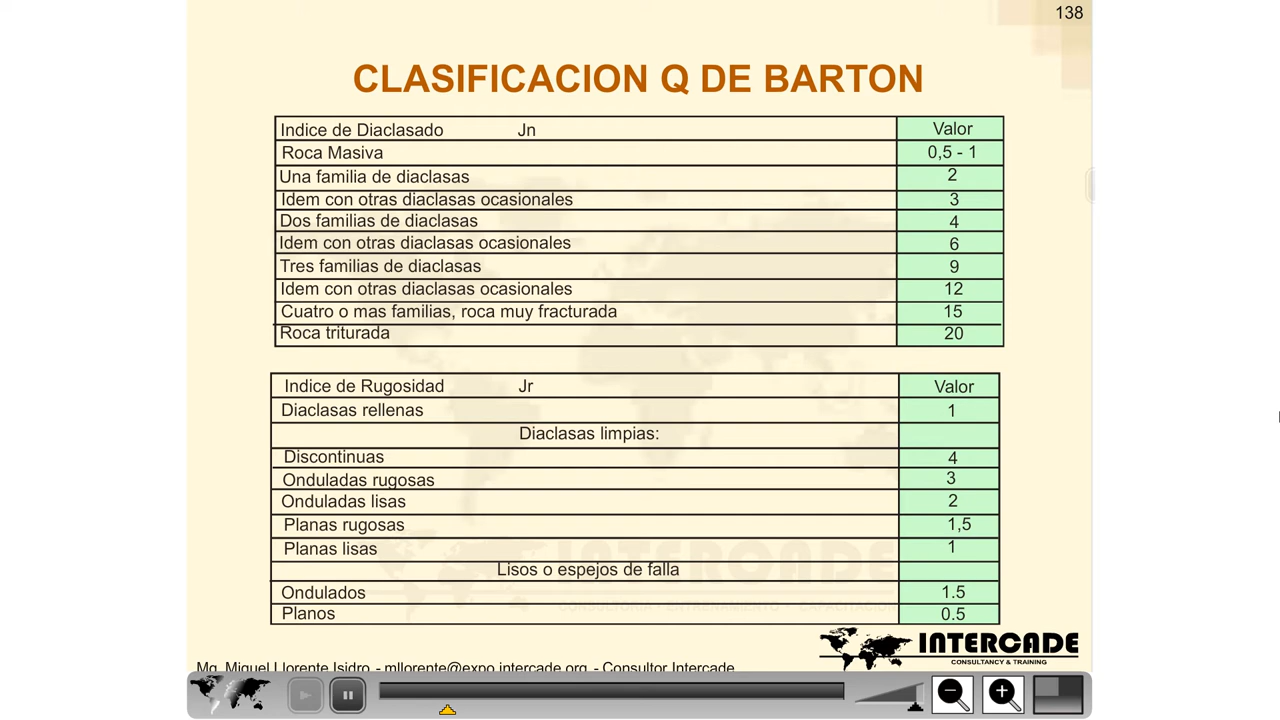 138
CLASIFICACION Q DE BARTON
Indice de Diaclasado Jn Valor
Roca Masiva 0,5 - 1
Una familia de diaclasas 2
Idem con otras diaclasas ocasionales 3
Dos familias de diaclasas 4
Idem con otras diaclasas ocasionales 6
Tres familias de diaclasas 9
Idem con otras diaclasas ocasionales 12
Cuatro o mas familias, roca muy fracturada 15
Roca triturada 20
Indice de Rugosidad Jr Valor
Diaclasas rellenas 1
Diaclasas limpias:
Discontinuas 4
Onduladas rugosas 3
Onduladas lisas 2
Planas rugosas 1,5
Planas lisas 1
Lisos o espejos de falla
Ondulados 1.5
Planos 0.5
INTERCADE
CONSULTORIA - ENTRENAMIENTO - CAPACITACION
INTERCADE
CONSULTANCY & TRAINING
Mg. Miguel Llorente Isidro - mllorente@expo.intercade.org - Consultor Intercade